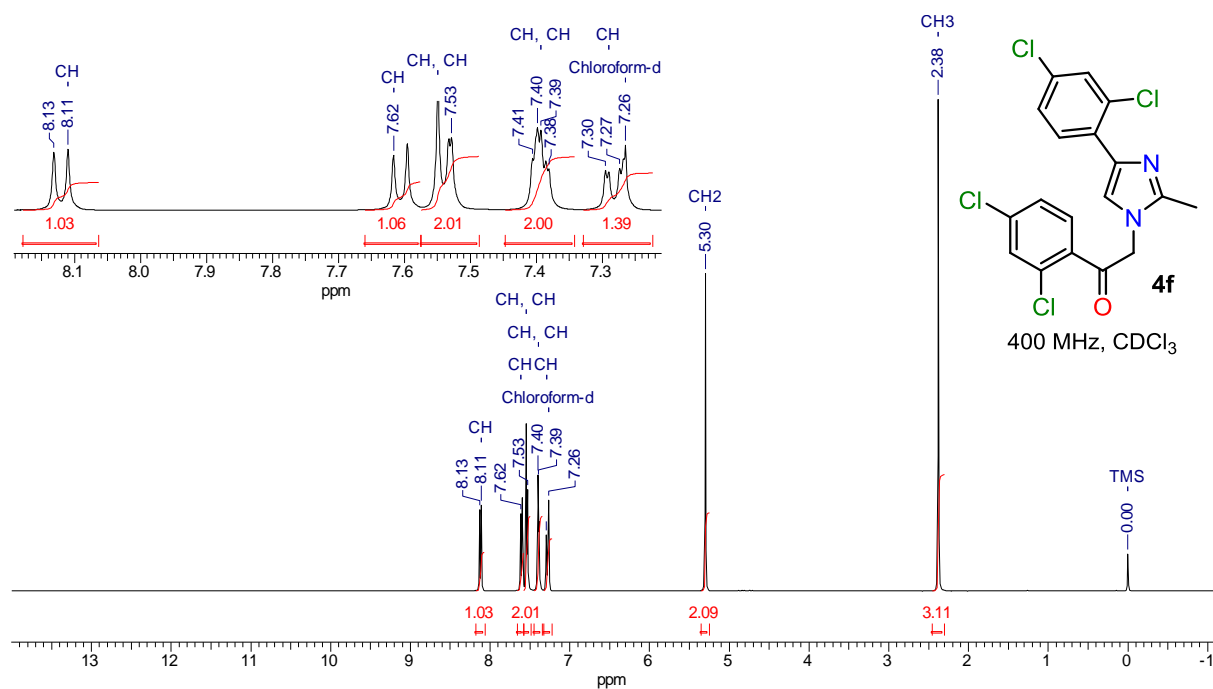 CH
8.13
8.11
CH
7.62
CH, CH
7.53
CH, CH
7.41
7.40
7.39
7.38
CH
Chloroform-d
7.30
7.27
7.26
1.03
1.06
2.01
2.00
1.39
8.1 8.0 7.9 7.8 7.7 7.6 7.5 7.4 7.3
ppm
CH3
2.38
Cl
Cl
N
N
Cl
Cl
O
4f
400 MHz, CDCl3
CH2
5.30
CH, CH
CH, CH
CH CH
Chloroform-d
CH
8.13
8.11
7.62
7.53
7.40
7.39
7.26
TMS
0.00
1.03 2.01 2.09 3.11
13 12 11 10 9 8 7 6 5 4 3 2 1 0 -1
ppm